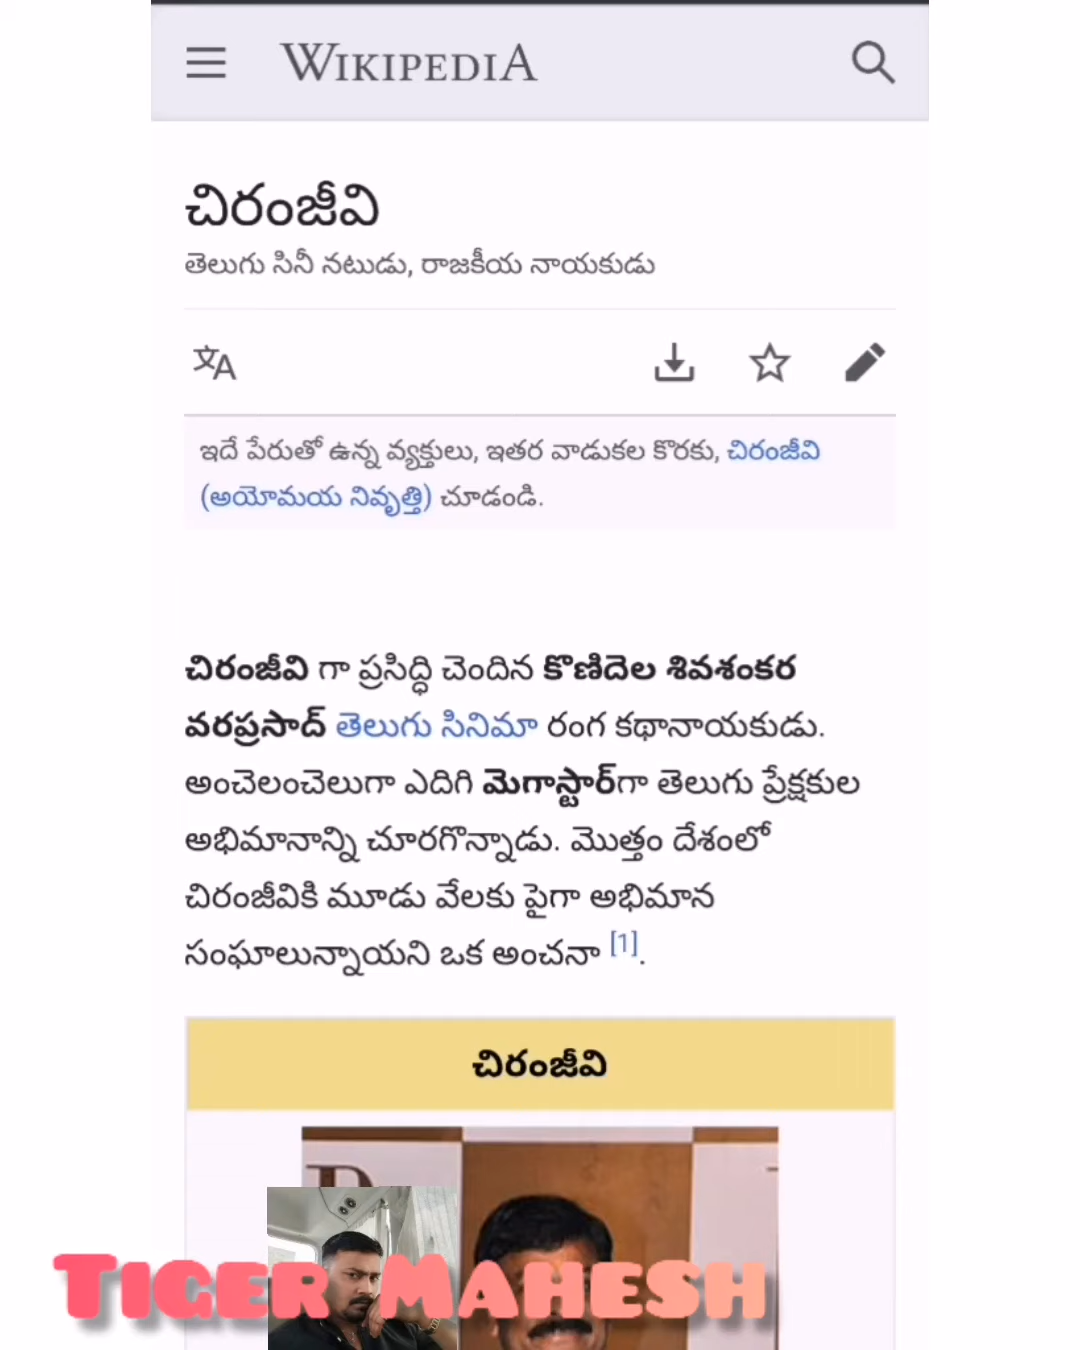 WIKIPEDIA
చిరంజీవి
తెలుగు సినీ నటుడు, రాజకీయ నాయకుడు
ఇదే పేరుతో ఉన్న వ్యక్తులు, ఇతర వాడుకల కొరకు, చిరంజీవి
(అయోమయ నివృత్తి) చూడండి.
చిరంజీవి గా ప్రసిద్ధి చెందిన కొణిదెల శివశంకర
వరప్రసాద్ తెలుగు సినిమా రంగ కథానాయకుడు.
అంచెలంచెలుగా ఎదిగి మెగాస్టార్‌గా తెలుగు ప్రేక్షకుల
అభిమానాన్ని చూరగొన్నాడు. మొత్తం దేశంలో
చిరంజీవికి మూడు వేలకు పైగా అభిమాన
సంఘాలున్నాయని ఒక అంచనా [1].
చిరంజీవి
TIGER MAHESH